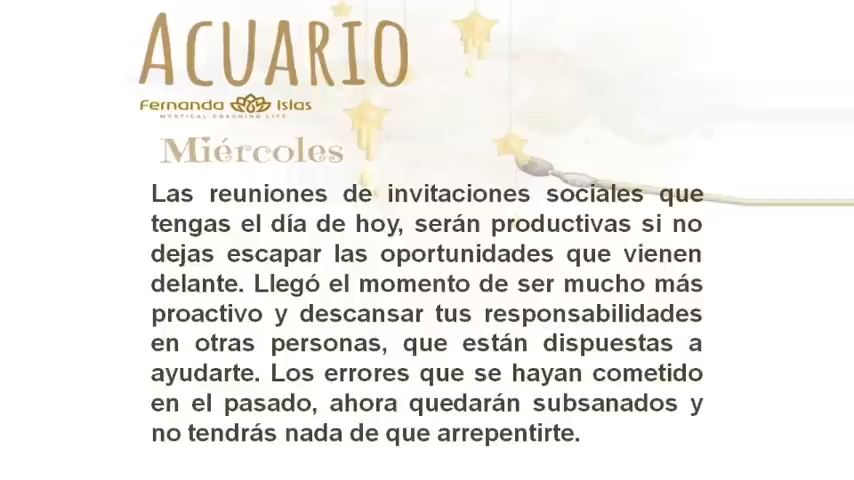 ACUARIO
Fernanda Islas
MYSTICAL COACHING LIFE
Miércoles
Las reuniones de invitaciones sociales que
tengas el día de hoy, serán productivas si no
dejas escapar las oportunidades que vienen
delante. Llegó el momento de ser mucho más
proactivo y descansar tus responsabilidades
en otras personas, que están dispuestas a
ayudarte. Los errores que se hayan cometido
en el pasado, ahora quedarán subsanados y
no tendrás nada de que arrepentirte.